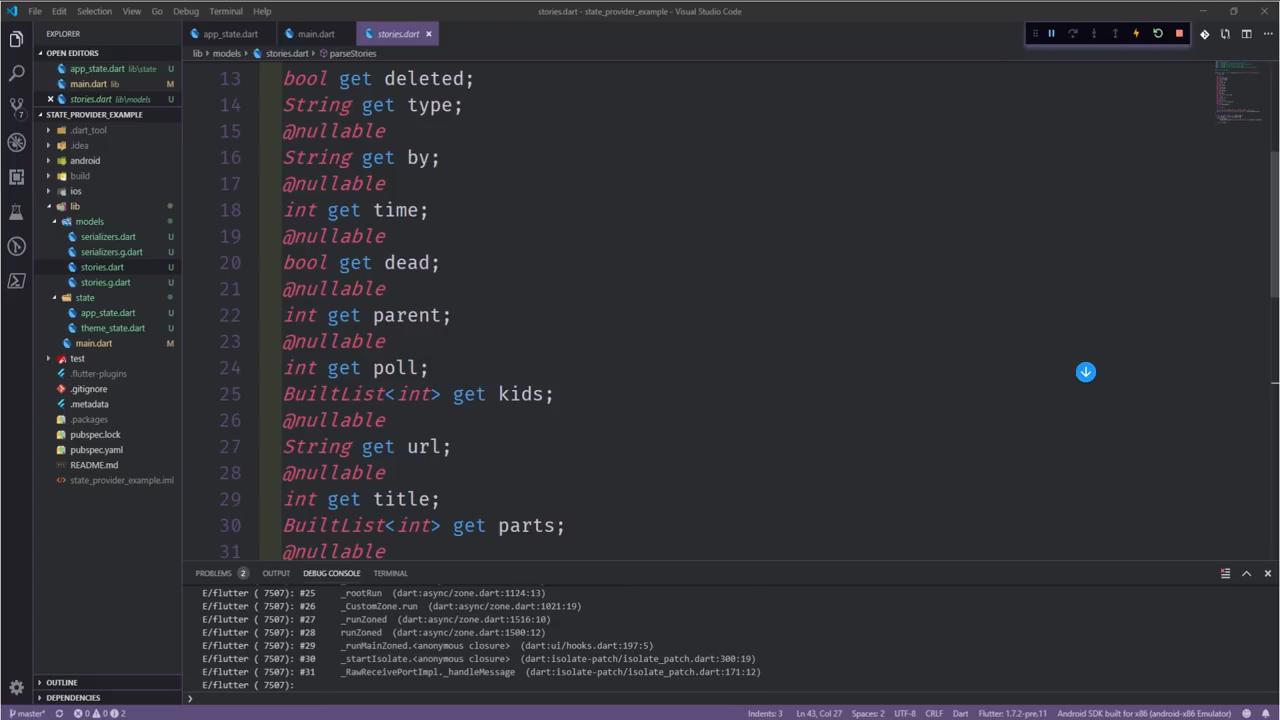 File Edit Selection View Go Debug Terminal Help
stories.dart - state_provider_example - Visual Studio Code
EXPLORER
app_state.dart
main.dart
stories.dart
OPEN EDITORS
app_state.dart lib\state U
main.dart lib M
stories.dart lib\models U
STATE_PROVIDER_EXAMPLE
.dart_tool
.idea
android
build
ios
lib
models
serializers.dart U
serializers.g.dart U
stories.dart U
stories.g.dart U
state
app_state.dart U
theme_state.dart U
main.dart M
test
.flutter-plugins
.gitignore
.metadata
.packages
pubspec.lock
pubspec.yaml
README.md
state_provider_example.iml
OUTLINE
DEPENDENCIES
7
lib › models › stories.dart › parseStories
13 bool get deleted;
14 String get type;
15 @nullable
16 String get by;
17 @nullable
18 int get time;
19 @nullable
20 bool get dead;
21 @nullable
22 int get parent;
23 @nullable
24 int get poll;
25 BuiltList<int> get kids;
26 @nullable
27 String get url;
28 @nullable
29 int get title;
30 BuiltList<int> get parts;
31 @nullable
PROBLEMS 2 OUTPUT DEBUG CONSOLE TERMINAL
E/flutter ( 7507): #25 _rootRun (dart:async/zone.dart:1124:13)
E/flutter ( 7507): #26 _CustomZone.run (dart:async/zone.dart:1021:19)
E/flutter ( 7507): #27 _runZoned (dart:async/zone.dart:1516:10)
E/flutter ( 7507): #28 runZoned (dart:async/zone.dart:1500:12)
E/flutter ( 7507): #29 _runMainZoned.<anonymous closure> (dart:ui/hooks.dart:197:5)
E/flutter ( 7507): #30 _startIsolate.<anonymous closure> (dart:isolate-patch/isolate_patch.dart:300:19)
E/flutter ( 7507): #31 _RawReceivePortImpl._handleMessage (dart:isolate-patch/isolate_patch.dart:171:12)
E/flutter ( 7507):
master* 0 0 2
Indents: 3 Ln 43, Col 27 Spaces: 2 UTF-8 CRLF Dart Flutter: 1.7.2-pre.11 Android SDK built for x86 (android-x86 Emulator)